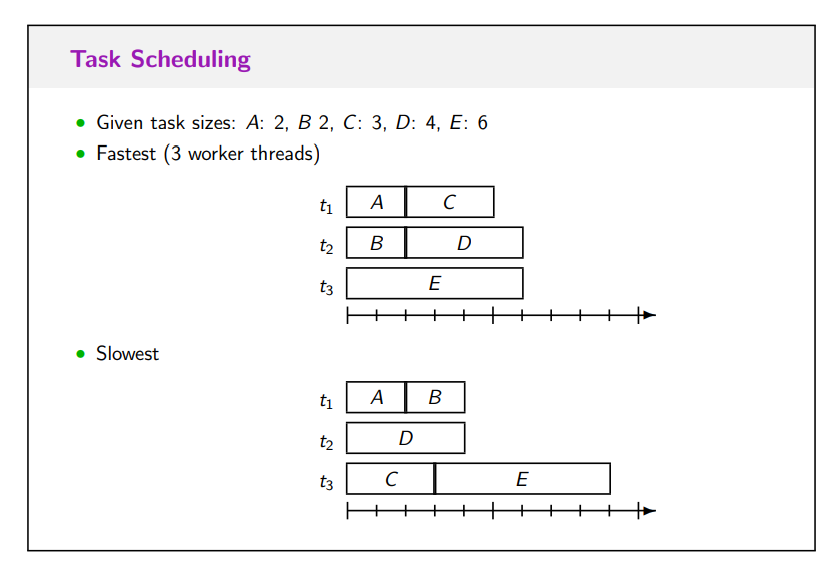 Task Scheduling
• Given task sizes: A: 2, B 2, C: 3, D: 4, E: 6
• Fastest (3 worker threads)
t1 A C
t2 B D
t3 E
• Slowest
t1 A B
t2 D
t3 C E